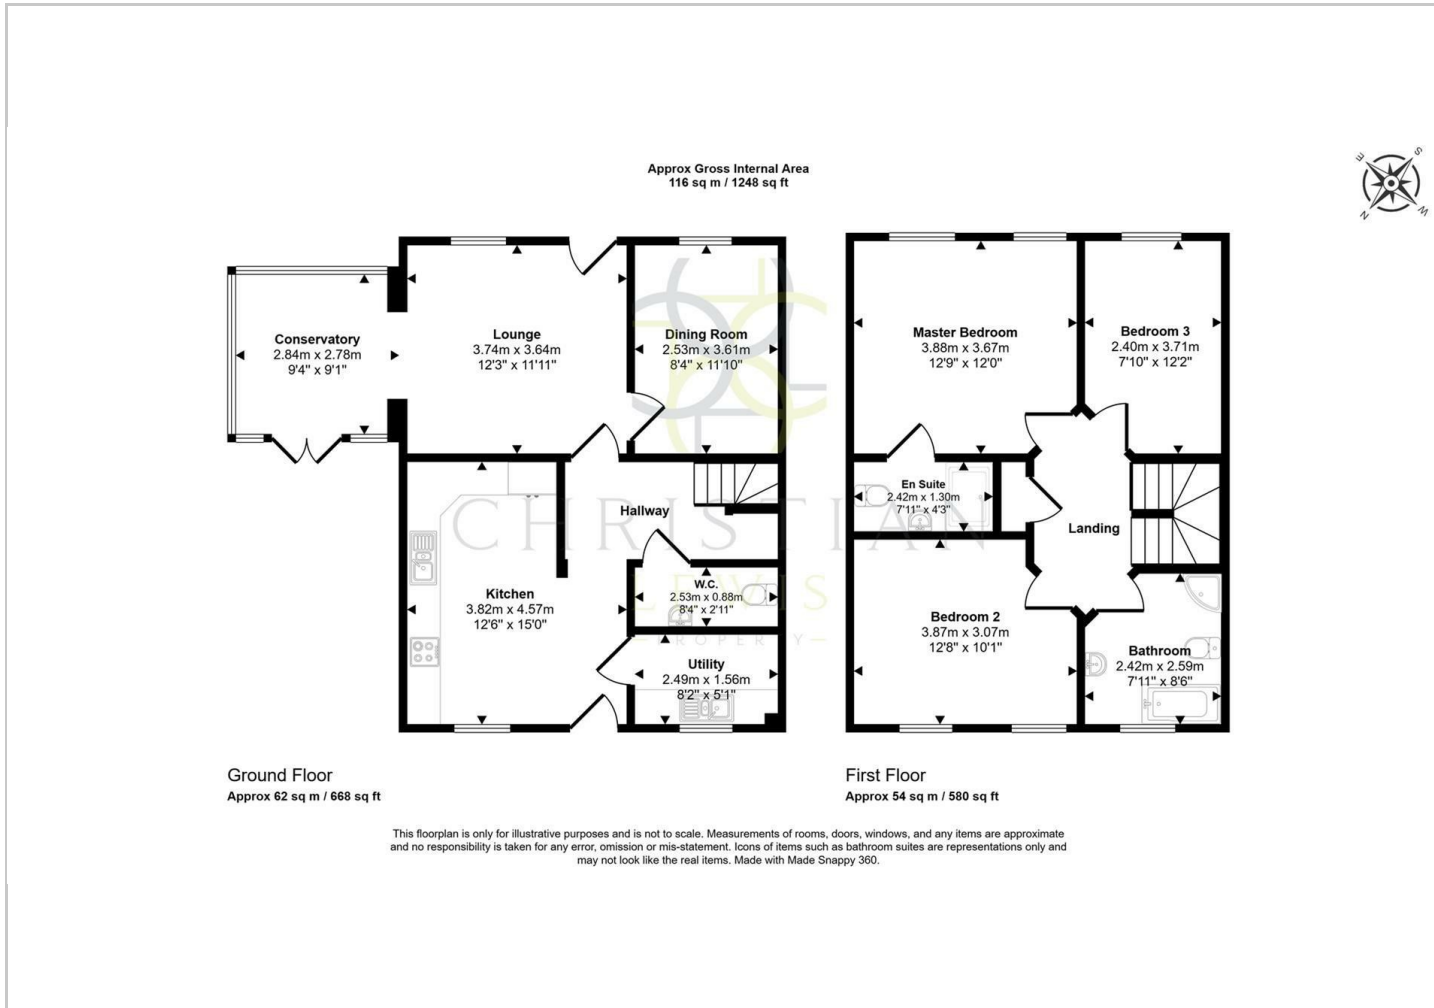 Approx Gross Internal Area
116 sq m / 1248 sq ft
E
S
N
W
Conservatory
2.84m x 2.78m
9'4" x 9'1"
Lounge
3.74m x 3.64m
12'3" x 11'11"
Dining Room
2.53m x 3.61m
8'4" x 11'10"
Master Bedroom
3.88m x 3.67m
12'9" x 12'0"
Bedroom 3
2.40m x 3.71m
7'10" x 12'2"
En Suite
2.42m x 1.30m
7'11" x 4'3"
Hallway
Landing
CHRISTIAN
LEWIS
PROPERTY
Kitchen
3.82m x 4.57m
12'6" x 15'0"
W.C.
2.53m x 0.88m
8'4" x 2'11"
Utility
2.49m x 1.56m
8'2" x 5'1"
Bedroom 2
3.87m x 3.07m
12'8" x 10'1"
Bathroom
2.42m x 2.59m
7'11" x 8'6"
Ground Floor
Approx 62 sq m / 668 sq ft
First Floor
Approx 54 sq m / 580 sq ft
This floorplan is only for illustrative purposes and is not to scale. Measurements of rooms, doors, windows, and any items are approximate
and no responsibility is taken for any error, omission or mis-statement. Icons of items such as bathroom suites are representations only and
may not look like the real items. Made with Made Snappy 360.